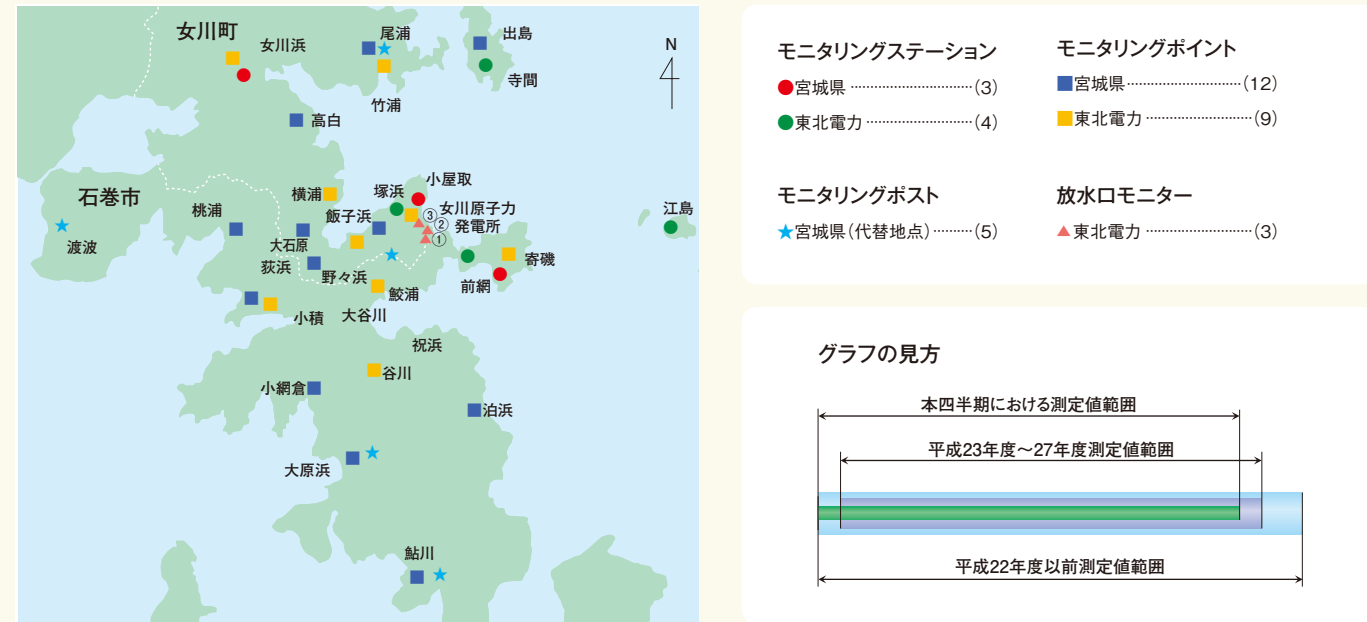 女川町
女川浜
尾浦
出島
寺間
竹浦
高白
N
石巻市
渡波
桃浦
横浦
塚浜
小屋取
飯子浜
女川原子力
発電所
③
②
①
大石原
荻浜
野々浜
鮫浦
前網
寄磯
江島
小積
大谷川
祝浜
谷川
小網倉
泊浜
大原浜
鮎川
モニタリングステーション
●宮城県 ……………………(3)
●東北電力 …………………(4)
モニタリングポイント
■宮城県 ……………………(12)
■東北電力 …………………(9)
モニタリングポスト
★宮城県(代替地点) ………(5)
放水口モニター
▲東北電力 …………………(3)
グラフの見方
本四半期における測定値範囲
平成23年度～27年度測定値範囲
平成22年度以前測定値範囲